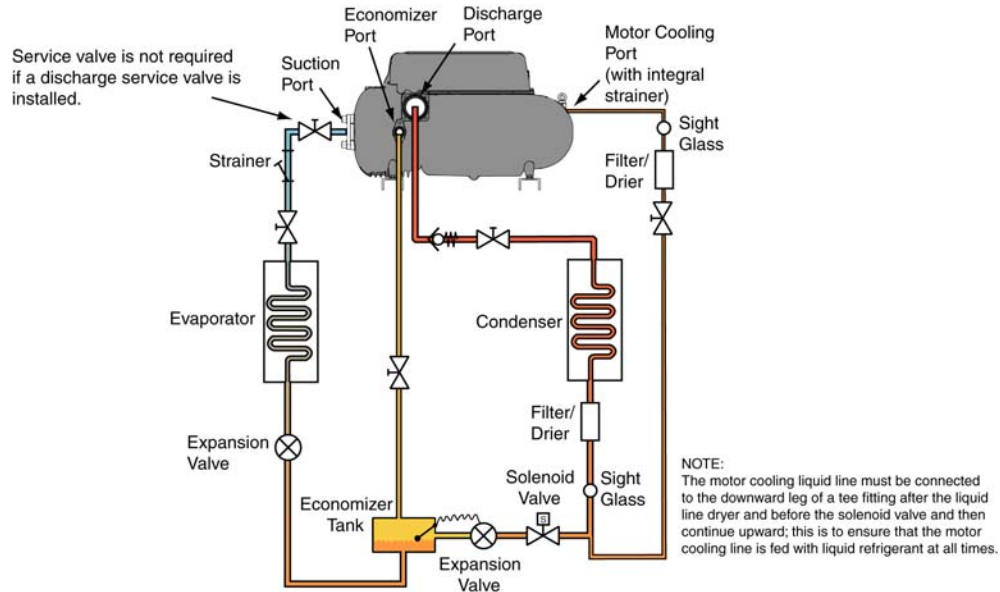 Economizer
Port
Discharge
Port
Motor Cooling
Port
(with integral
strainer)
Service valve is not required
if a discharge service valve is
installed.
Suction
Port
Sight
Glass
Strainer
Filter/
Drier
Evaporator
Condenser
Filter/
Drier
Expansion
Valve
Solenoid
Valve
Sight
Glass
Economizer
Tank
S
Expansion
Valve
NOTE:
The motor cooling liquid line must be connected
to the downward leg of a tee fitting after the liquid
line dryer and before the solenoid valve and then
continue upward; this is to ensure that the motor
cooling line is fed with liquid refrigerant at all times.